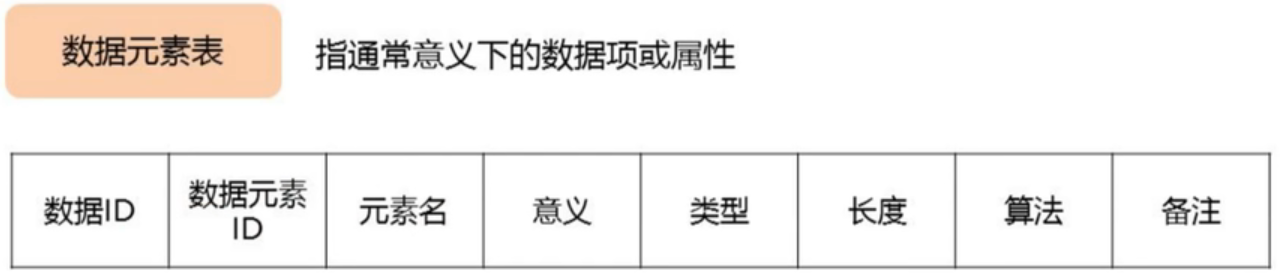 数据元素表
指通常意义下的数据项或属性
数据ID
数据元素
ID
元素名
意义
类型
长度
算法
备注